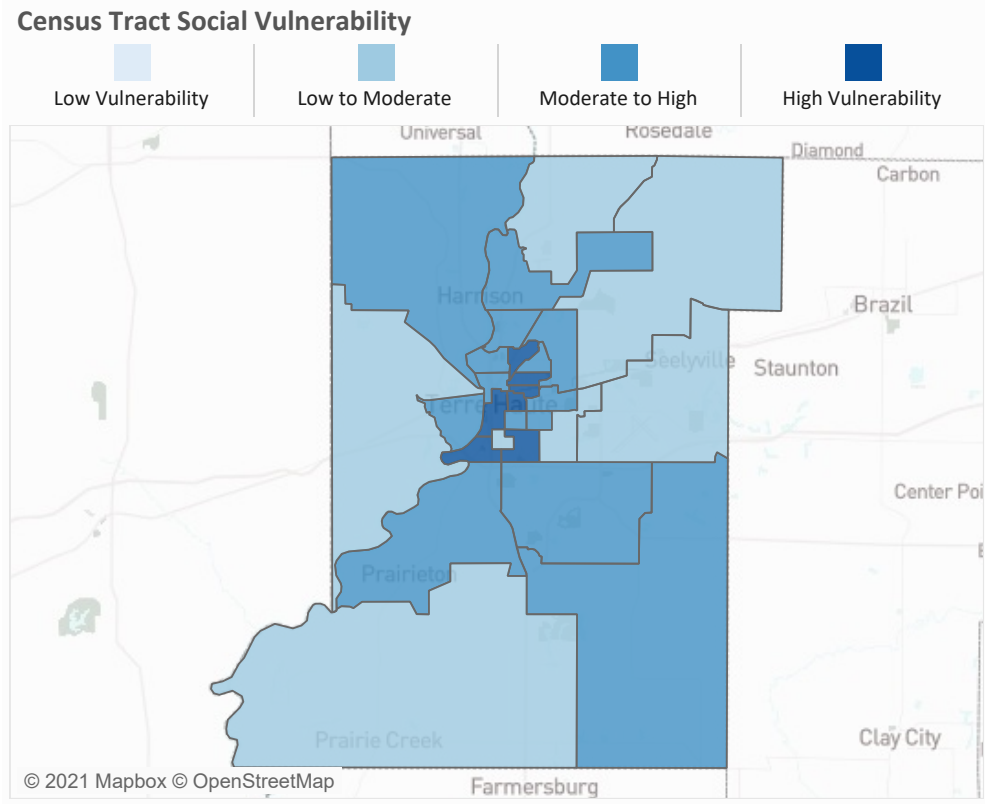 Census Tract Social Vulnerability
Low Vulnerability
Low to Moderate
Moderate to High
High Vulnerability
Universal
Rosedale
Diamond
Carbon
Harrison
Brazil
Seelyville
Staunton
Terre Haute
Center Poi
Prairieton
Prairie Creek
Clay City
© 2021 Mapbox © OpenStreetMap
Farmersburg